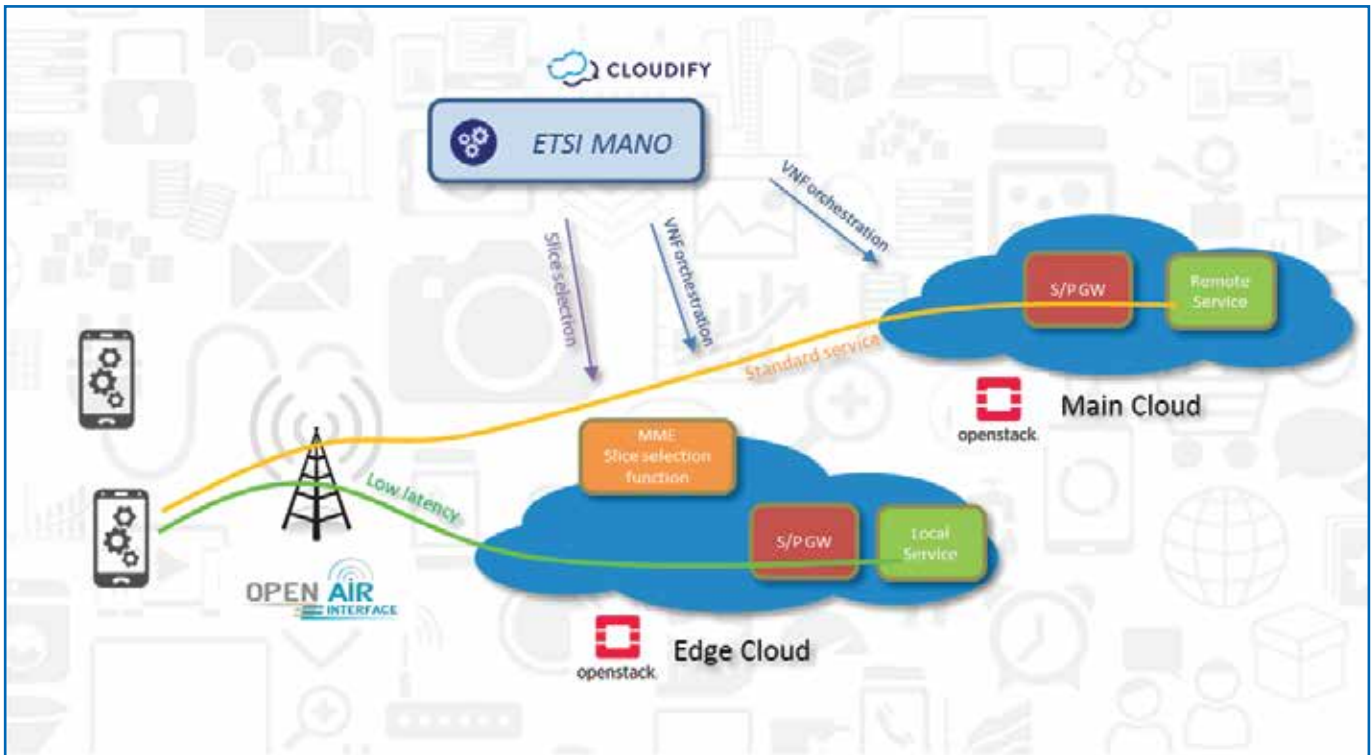 CLOUDIFY
ETSI MANO
VNF orchestration
Slice selection
VNF orchestration
S/P GW
Remote
Service
Standard service
openstack.
Main Cloud
MME
Slice selection
function
Low latency
S/P GW
Local
Service
OPEN AIR
INTERFACE
openstack.
Edge Cloud